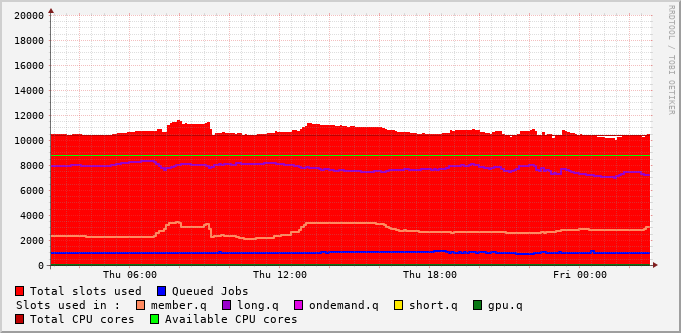 20000
18000
16000
14000
12000
10000
8000
6000
4000
2000
0
Thu 06:00 Thu 12:00 Thu 18:00 Fri 00:00
RRDTOOL / TOBI OETIKER
Total slots used Queued Jobs
Slots used in : member.q long.q ondemand.q short.q gpu.q
Total CPU cores Available CPU cores